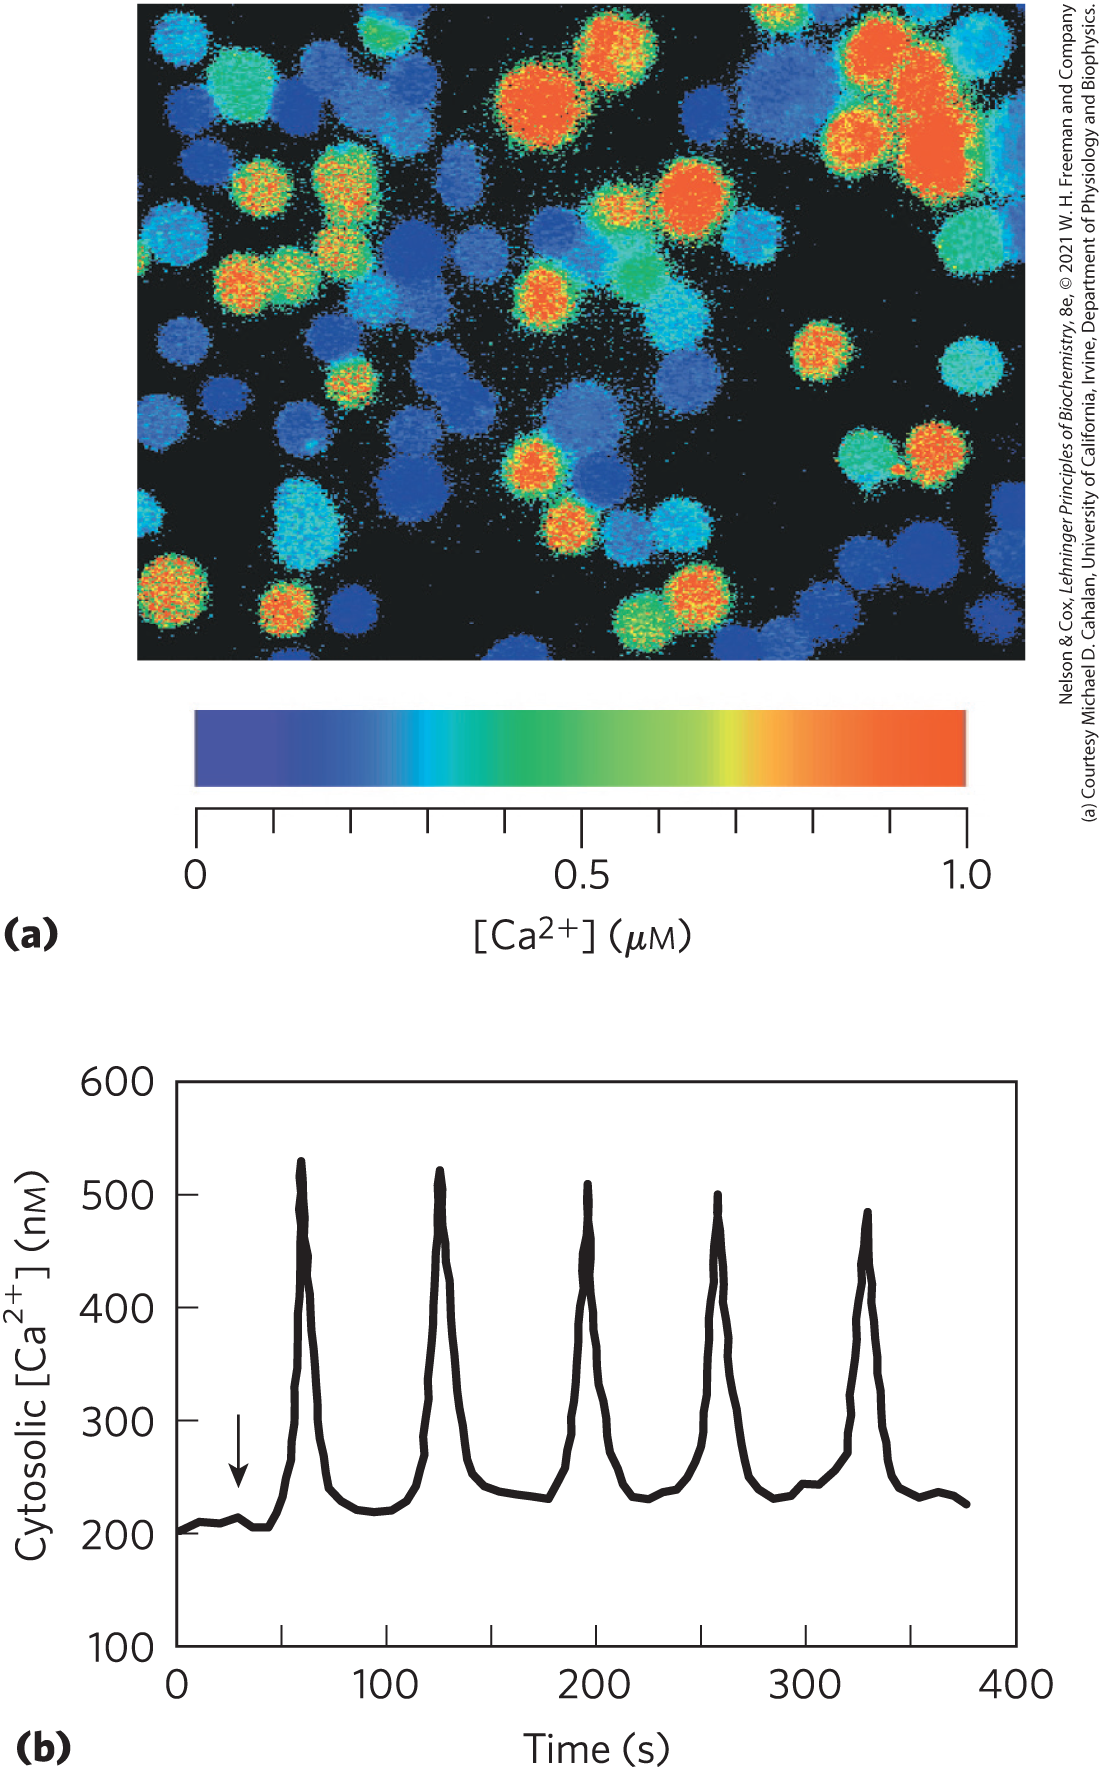 Nelson & Cox, Lehninger Principles of Biochemistry, 8e, © 2021 W. H. Freeman and Company
(a) Courtesy Michael D. Cahalan, University of California, Irvine, Department of Physiology and Biophysics.
0 0.5 1.0
(a) [Ca2+] (μM)
600
500
400
300
200
100
Cytosolic [Ca2+] (nM)
0 100 200 300 400
(b) Time (s)